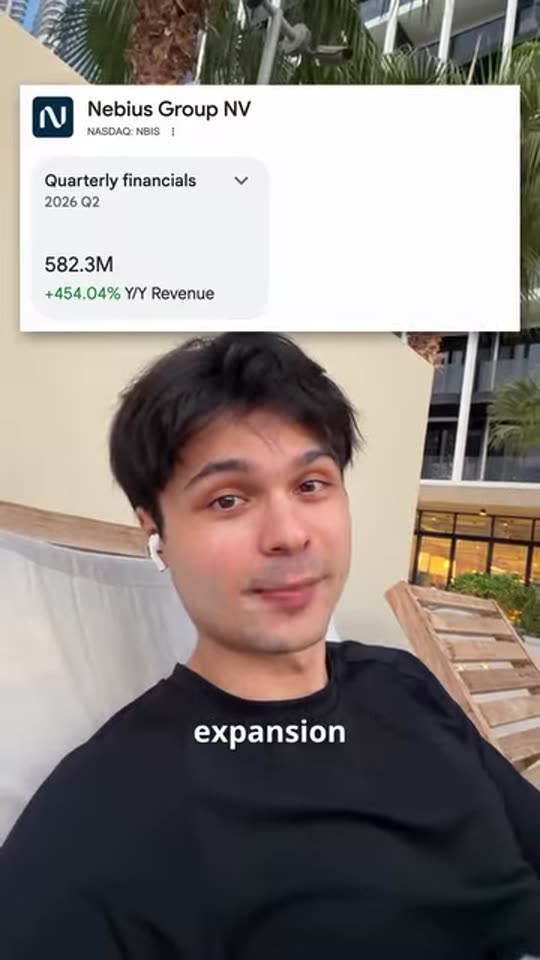 Nebius Group NV
NASDAQ: NBIS
Quarterly financials
2026 Q2
582.3M
+454.04% Y/Y Revenue
expansion